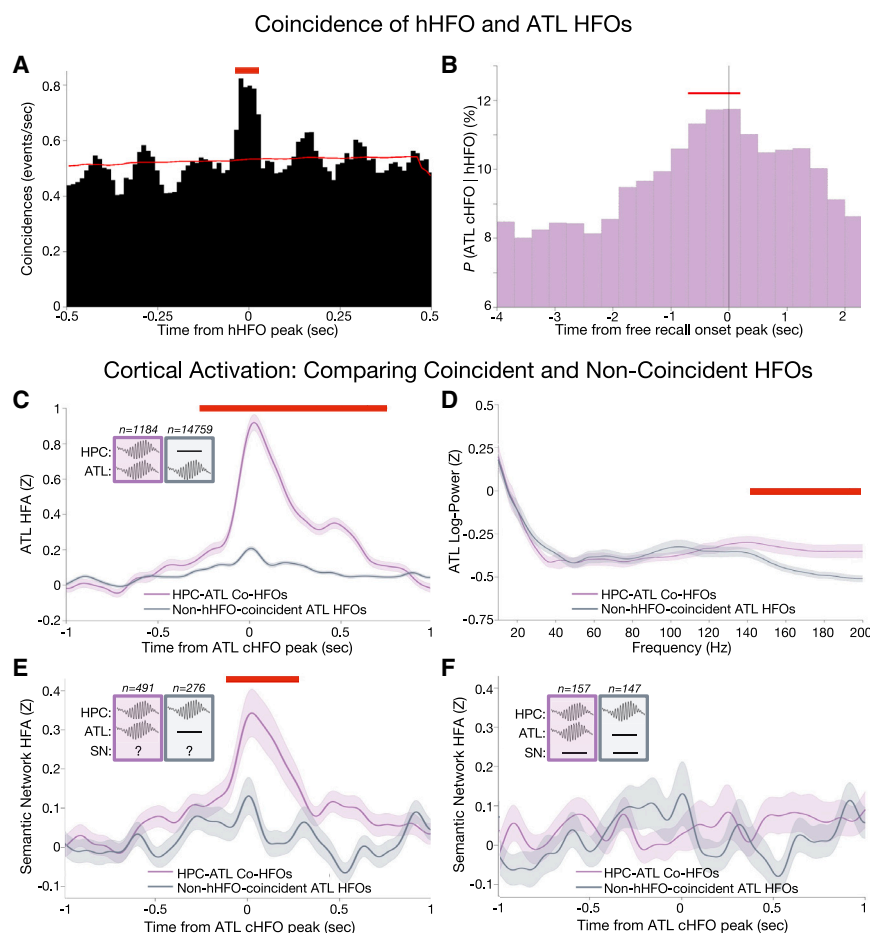 Coincidence of hHFO and ATL HFOs
A
Coincidences (events/sec)
0.8
0.6
0.4
0.2
0
-0.5
-0.25
0
0.25
0.5
Time from hHFO peak (sec)
B
P (ATL cHFO | hHFO) (%)
12
11
10
9
8
6
-4
-3
-2
-1
0
1
2
Time from free recall onset peak (sec)
Cortical Activation: Comparing Coincident and Non-Coincident HFOs
C
ATL HFA (Z)
1
0.8
0.6
0.4
0.2
0
-0.2
n=1184 n=14759
HPC:
ATL:
HPC-ATL Co-HFOs
Non-hHFO-coincident ATL HFOs
-1
-0.5
0
0.5
1
Time from ATL cHFO peak (sec)
D
ATL Log-Power (Z)
0.5
0.25
0
-0.25
-0.5
-0.75
HPC-ATL Co-HFOs
Non-hHFO-coincident ATL HFOs
20
40
60
80
100
120
140
160
180
200
Frequency (Hz)
E
Semantic Network HFA (Z)
0.4
0.3
0.2
0.1
0
-0.1
n=491 n=276
HPC:
ATL:
SN: ? ?
HPC-ATL Co-HFOs
Non-hHFO-coincident ATL HFOs
-1
-0.5
0
0.5
1
Time from ATL cHFO peak (sec)
F
Semantic Network HFA (Z)
0.4
0.3
0.2
0.1
0
-0.1
n=157 n=147
HPC:
ATL:
SN:
HPC-ATL Co-HFOs
Non-hHFO-coincident ATL HFOs
-1
-0.5
0
0.5
1
Time from ATL cHFO peak (sec)